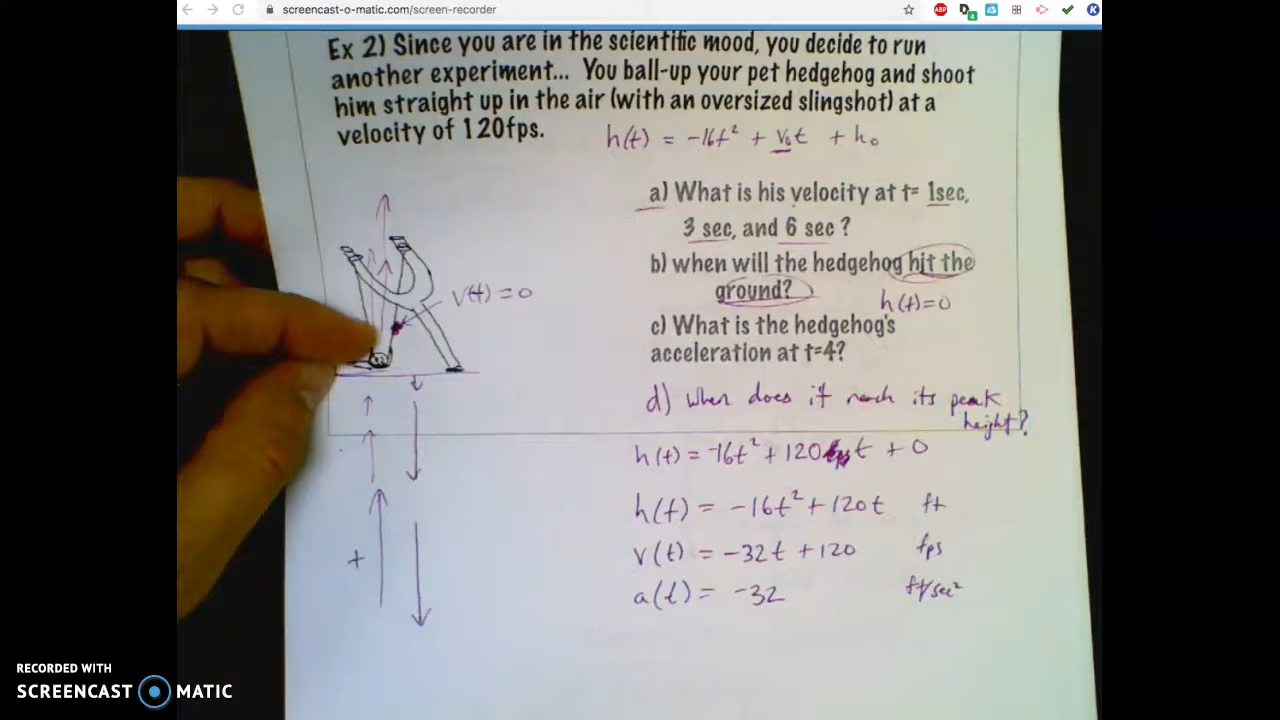 screencast-o-matic.com/screen-recorder
Ex 2) Since you are in the scientific mood, you decide to run
another experiment... You ball-up your pet hedgehog and shoot
him straight up in the air (with an oversized slingshot) at a
velocity of 120fps.
h(t) = -16t² + v₀t + h₀
a) What is his velocity at t= 1sec,
3 sec, and 6 sec ?
b) when will the hedgehog hit the
ground?
h(t)=0
v(t) = 0
c) What is the hedgehog's
acceleration at t=4?
d) When does it reach its peak
height?
h(t) = -16t² + 120 t + 0
h(t) = -16t² + 120t ft
v(t) = -32t + 120 fps
a(t) = -32 ft/sec²
+
RECORDED WITH
SCREENCAST MATIC
ABP
4
K